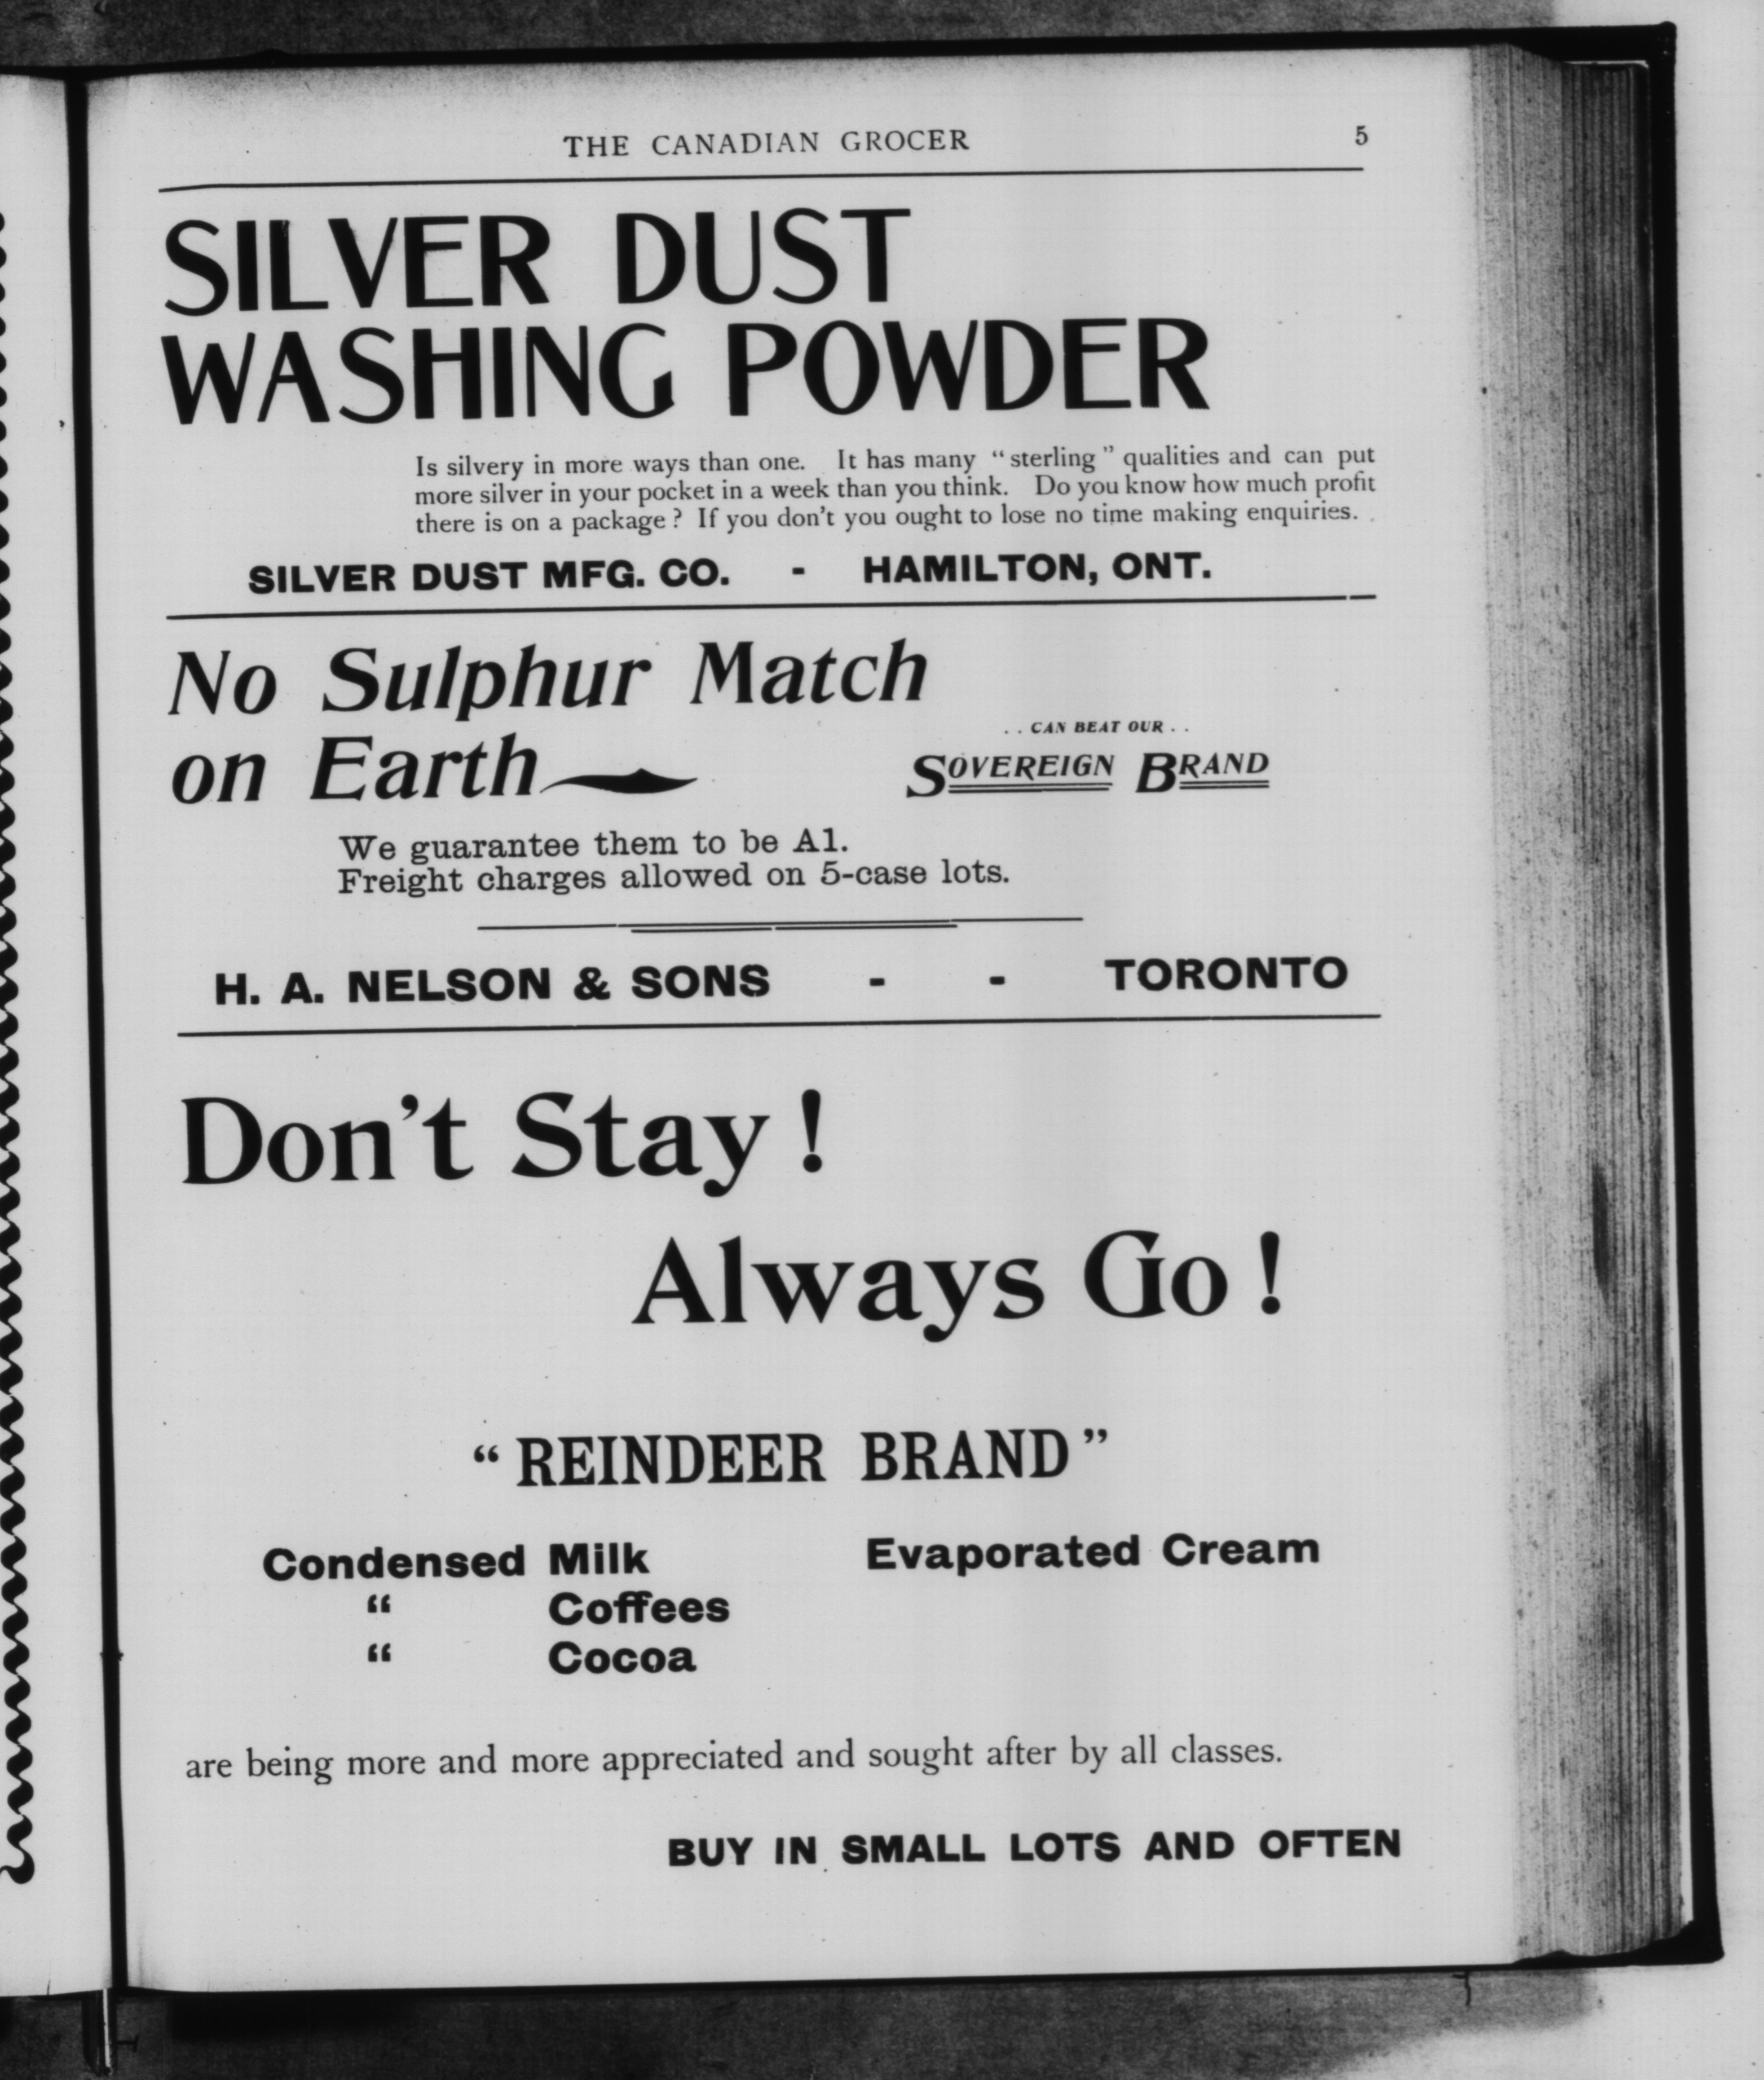 THE CANADIAN GROCER 5
SILVER DUST
WASHING POWDER
Is silvery in more ways than one. It has many “sterling” qualities and can put
more silver in your pocket in a week than you think. Do you know how much profit
there is on a package? If you don't you ought to lose no time making enquiries.
SILVER DUST MFG. CO. - HAMILTON, ONT.
No Sulphur Match
on Earth
. . CAN BEAT OUR . .
SOVEREIGN BRAND
We guarantee them to be A1.
Freight charges allowed on 5-case lots.
H. A. NELSON & SONS - - TORONTO
Don't Stay!
Always Go!
“REINDEER BRAND”
Condensed Milk Evaporated Cream
“ Coffees
“ Cocoa
are being more and more appreciated and sought after by all classes.
BUY IN SMALL LOTS AND OFTEN